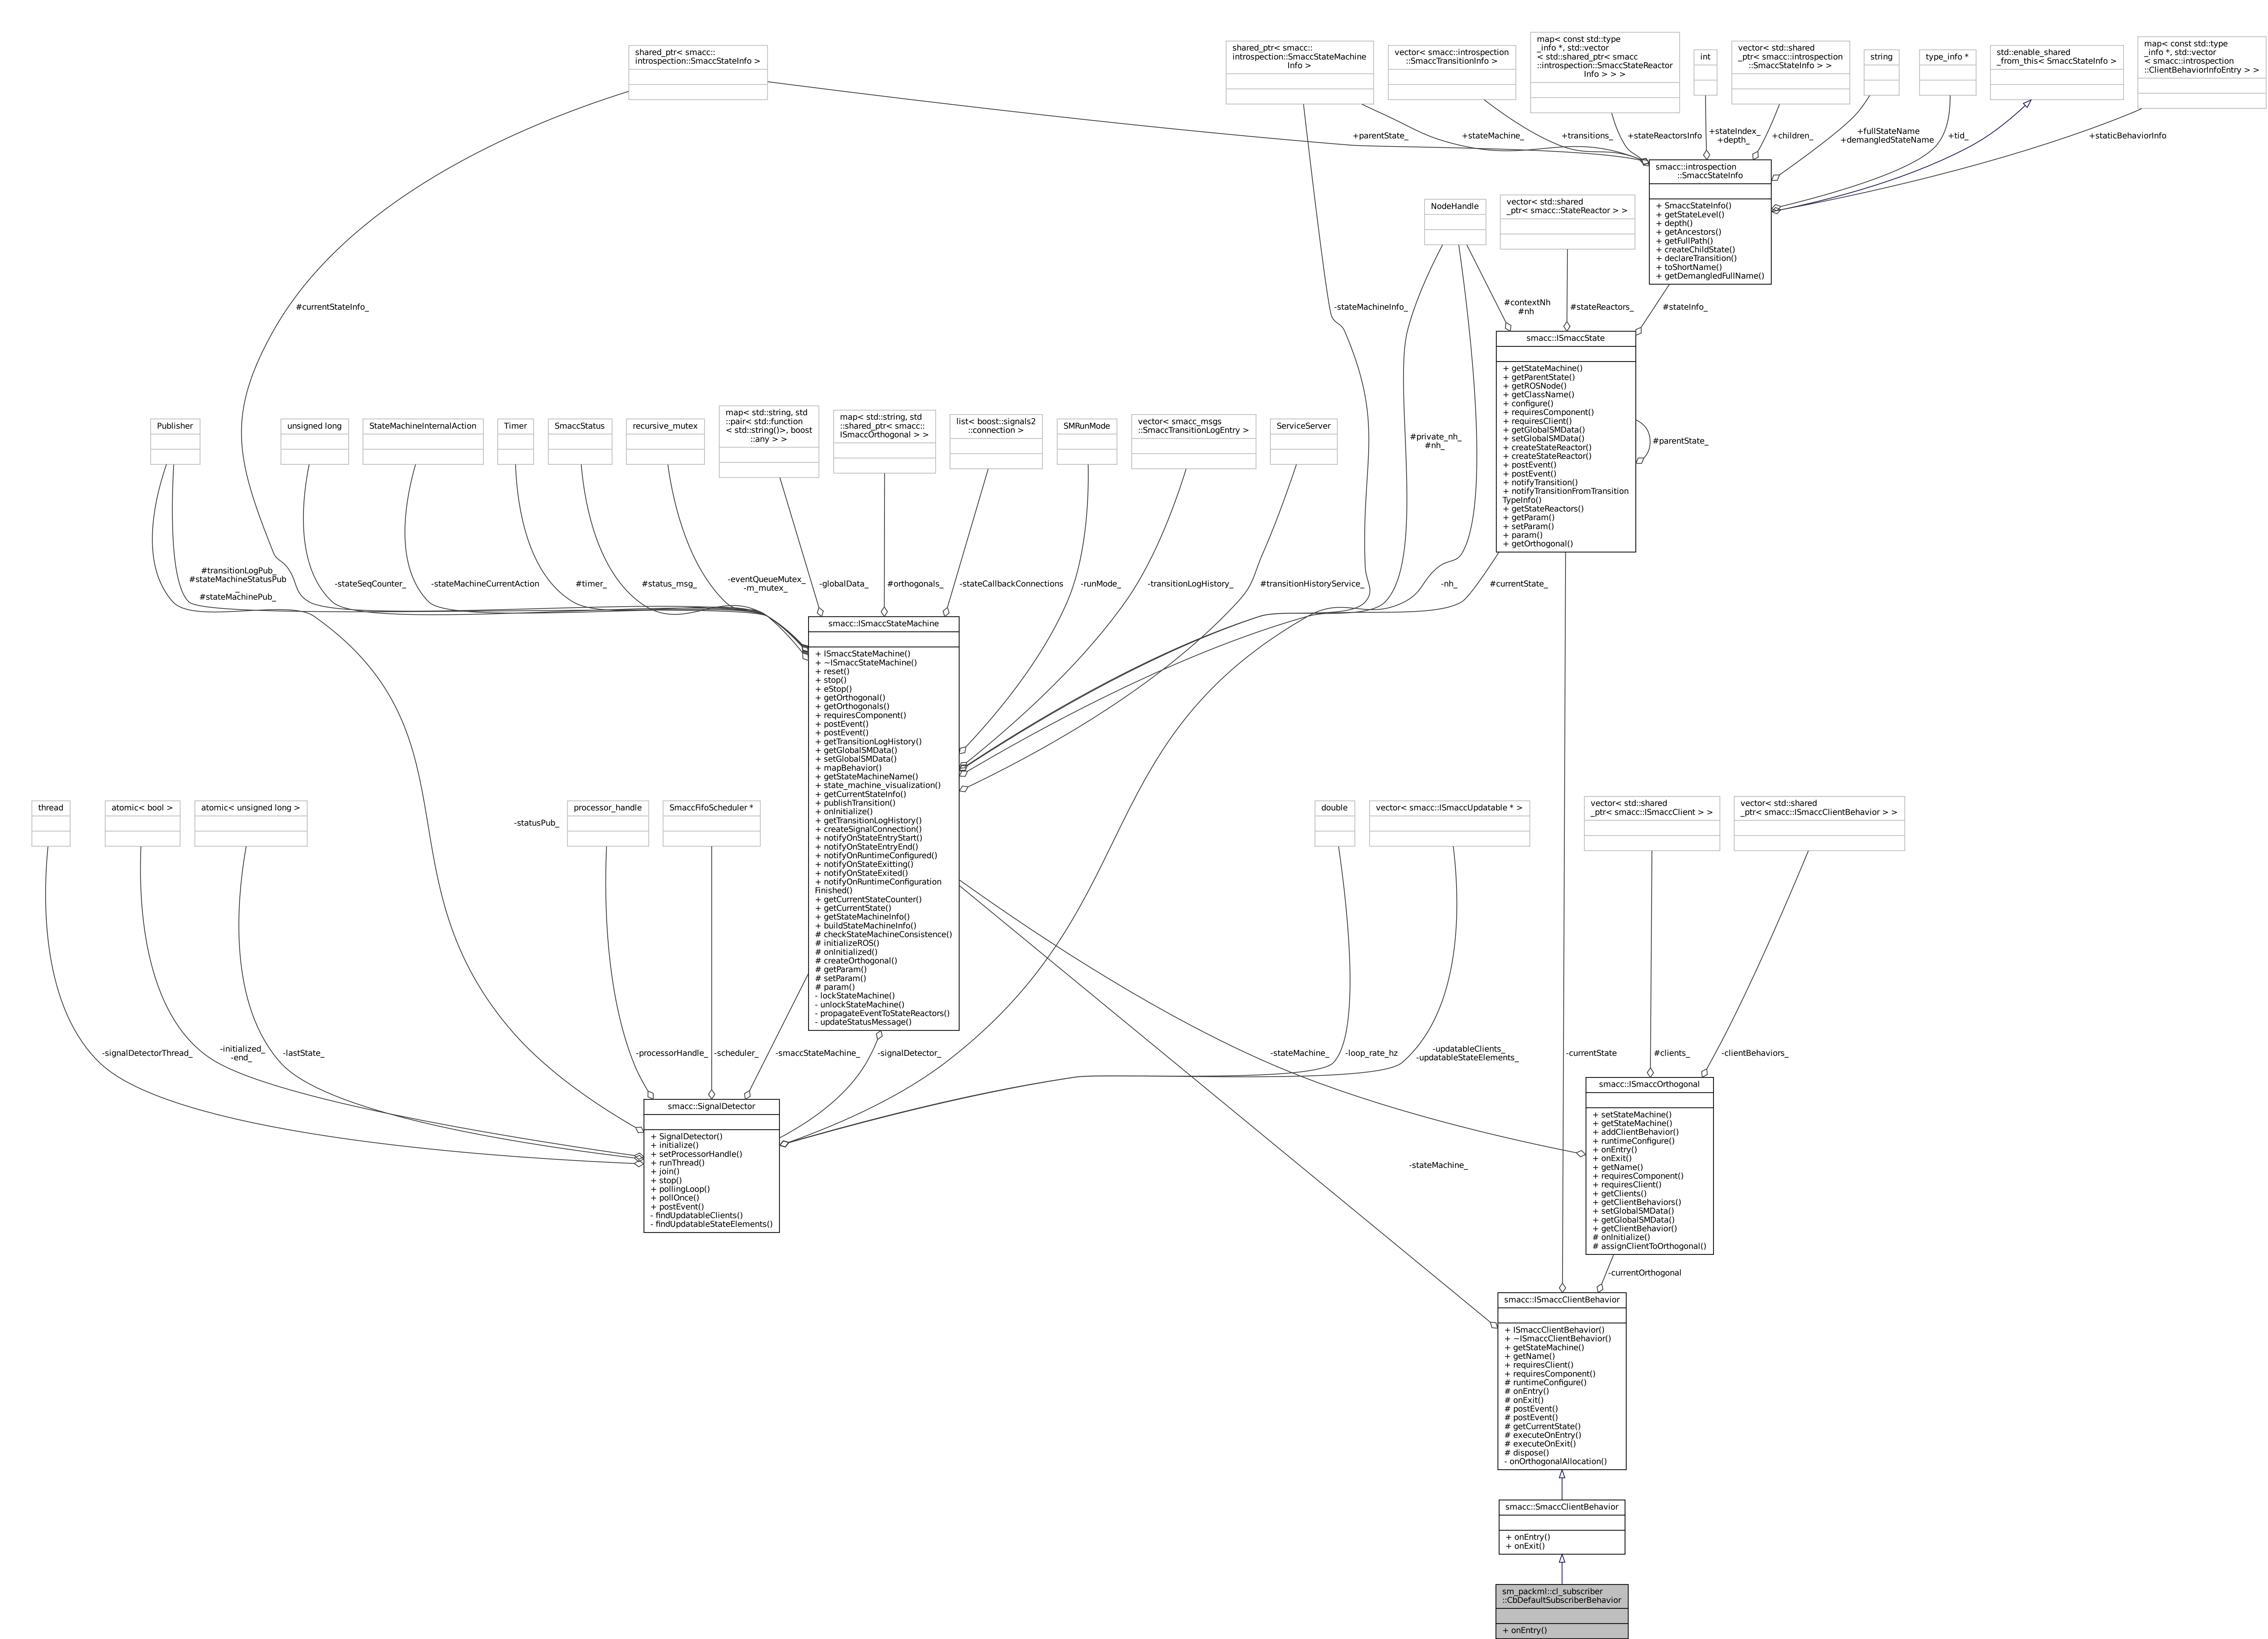 shared_ptr< smacc::
introspection::SmaccStateInfo >
shared_ptr< smacc::
introspection::SmaccStateMachine
Info >
vector< smacc::introspection
::SmaccTransitionInfo >
map< const std::type
_info *, std::vector
< std::shared_ptr< smacc
::introspection::SmaccStateReactor
Info > > >
int
vector< std::shared
_ptr< smacc::introspection
::SmaccStateInfo > >
string
type_info *
std::enable_shared
_from_this< SmaccStateInfo >
map< const std::type
_info *, std::vector
< smacc::introspection
::ClientBehaviorInfoEntry > >
+parentState_
+stateMachine_
+transitions_
+stateReactorsInfo
+stateIndex_
+depth_
+children_
+fullStateName
+demangledStateName
+tid_
+staticBehaviorInfo
smacc::introspection
::SmaccStateInfo
+ SmaccStateInfo()
+ getStateLevel()
+ depth()
+ getAncestors()
+ getFullPath()
+ createChildState()
+ declareTransition()
+ toShortName()
+ getDemangledFullName()
NodeHandle
vector< std::shared
_ptr< smacc::StateReactor > >
#currentStateInfo_
-stateMachineInfo_
#contextNh
#nh
#stateReactors_
#stateInfo_
smacc::ISmaccState
+ getStateMachine()
+ getParentState()
+ getROSNode()
+ getClassName()
+ configure()
+ requiresComponent()
+ requiresClient()
+ getGlobalSMData()
+ setGlobalSMData()
+ createStateReactor()
+ createStateReactor()
+ postEvent()
+ postEvent()
+ notifyTransition()
+ notifyTransitionFromTransition
TypeInfo()
+ getStateReactors()
+ getParam()
+ setParam()
+ param()
+ getOrthogonal()
#parentState_
#private_nh_
#nh_
Publisher
unsigned long
StateMachineInternalAction
Timer
SmaccStatus
recursive_mutex
map< std::string, std
::pair< std::function
< std::string()>, boost
::any > >
map< std::string, std
::shared_ptr< smacc::
ISmaccOrthogonal > >
list< boost::signals2
::connection >
SMRunMode
vector< smacc_msgs
::SmaccTransitionLogEntry >
ServiceServer
#transitionLogPub_
#stateMachineStatusPub
_
#stateMachinePub_
-stateSeqCounter_
-stateMachineCurrentAction
#timer_
#status_msg_
-eventQueueMutex_
-m_mutex_
-globalData_
#orthogonals_
-stateCallbackConnections
-runMode_
-transitionLogHistory_
#transitionHistoryService_
-nh_
#currentState_
smacc::ISmaccStateMachine
+ ISmaccStateMachine()
+ ~ISmaccStateMachine()
+ reset()
+ stop()
+ eStop()
+ getOrthogonal()
+ getOrthogonals()
+ requiresComponent()
+ postEvent()
+ postEvent()
+ getTransitionLogHistory()
+ getGlobalSMData()
+ setGlobalSMData()
+ mapBehavior()
+ getStateMachineName()
+ state_machine_visualization()
+ getCurrentStateInfo()
+ publishTransition()
+ onInitialize()
+ getTransitionLogHistory()
+ createSignalConnection()
+ notifyOnStateEntryStart()
+ notifyOnStateEntryEnd()
+ notifyOnRuntimeConfigured()
+ notifyOnStateExitting()
+ notifyOnStateExited()
+ notifyOnRuntimeConfiguration
Finished()
+ getCurrentStateCounter()
+ getCurrentState()
+ getStateMachineInfo()
+ buildStateMachineInfo()
# checkStateMachineConsistence()
# initializeROS()
# onInitialized()
# createOrthogonal()
# getParam()
# setParam()
# param()
- lockStateMachine()
- unlockStateMachine()
- propagateEventToStateReactors()
- updateStatusMessage()
thread
atomic< bool >
atomic< unsigned long >
-statusPub_
processor_handle
SmaccFifoScheduler *
double
vector< smacc::ISmaccUpdatable * >
vector< std::shared
_ptr< smacc::ISmaccClient > >
vector< std::shared
_ptr< smacc::ISmaccClientBehavior > >
-signalDetectorThread_
-initialized_
-end_
-lastState_
-processorHandle_
-scheduler_
-smaccStateMachine_
-signalDetector_
-stateMachine_
-loop_rate_hz
-updatableClients_
-updatableStateElements_
-currentState
#clients_
-clientBehaviors_
smacc::SignalDetector
+ SignalDetector()
+ initialize()
+ setProcessorHandle()
+ runThread()
+ join()
+ stop()
+ pollingLoop()
+ pollOnce()
+ postEvent()
- findUpdatableClients()
- findUpdatableStateElements()
smacc::ISmaccOrthogonal
+ setStateMachine()
+ getStateMachine()
+ addClientBehavior()
+ runtimeConfigure()
+ onEntry()
+ onExit()
+ getName()
+ requiresComponent()
+ requiresClient()
+ getClients()
+ getClientBehaviors()
+ setGlobalSMData()
+ getGlobalSMData()
+ getClientBehavior()
# onInitialize()
# assignClientToOrthogonal()
-stateMachine_
-currentOrthogonal
smacc::ISmaccClientBehavior
+ ISmaccClientBehavior()
+ ~ISmaccClientBehavior()
+ getStateMachine()
+ getName()
+ requiresClient()
+ requiresComponent()
# runtimeConfigure()
# onEntry()
# onExit()
# postEvent()
# postEvent()
# getCurrentState()
# executeOnEntry()
# executeOnExit()
# dispose()
- onOrthogonalAllocation()
smacc::SmaccClientBehavior
+ onEntry()
+ onExit()
sm_packml::cl_subscriber
::CbDefaultSubscriberBehavior
+ onEntry()